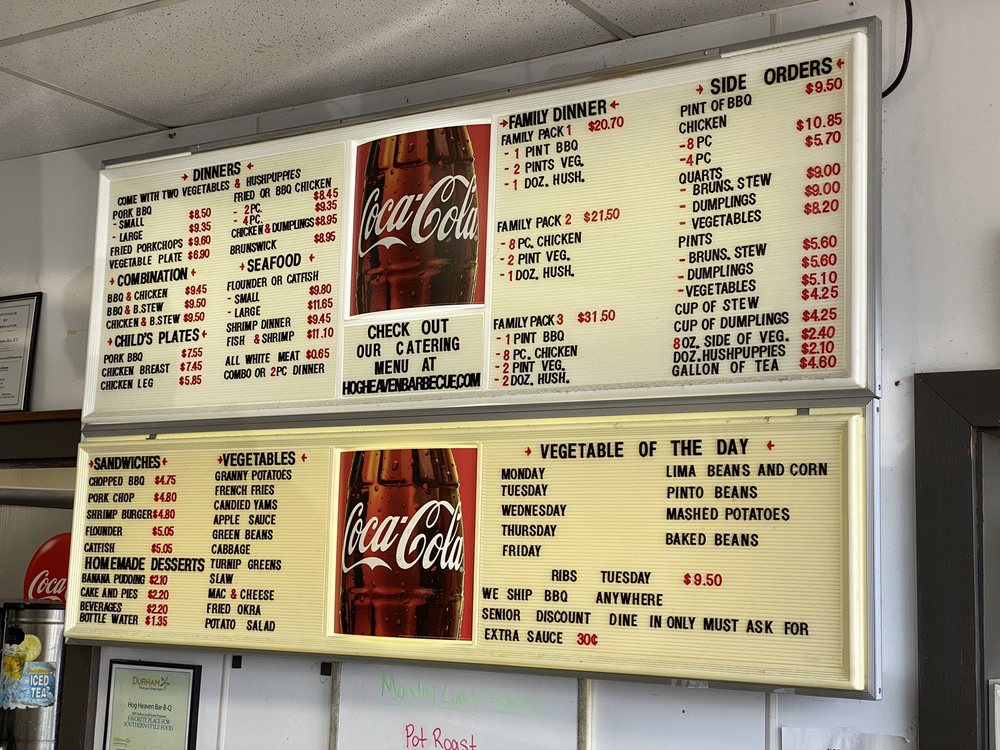 DINNERS
COME WITH TWO VEGETABLES & HUSHPUPPIES
PORK BBQ
- SMALL $8.50
- LARGE $9.35
FRIED PORKCHOPS $9.60
VEGETABLE PLATE $6.90
COMBINATION
BBQ & CHICKEN $9.45
BBQ & B.STEW $9.50
CHICKEN & B.STEW $9.50
CHILD'S PLATES
PORK BBQ $7.55
CHICKEN BREAST $7.45
CHICKEN LEG $5.85
FRIED OR BBQ CHICKEN
- 2PC. $8.45
- 4PC. $9.35
CHICKEN & DUMPLINGS $8.95
BRUNSWICK $8.95
SEAFOOD
FLOUNDER OR CATFISH
- SMALL $9.80
- LARGE $11.65
SHRIMP DINNER $9.45
FISH & SHRIMP $11.10
ALL WHITE MEAT $0.65
COMBO OR 2PC DINNER
Coca-Cola
CHECK OUT
OUR CATERING
MENU AT
HOGHEAVENBARBECUE.COM
FAMILY DINNER
FAMILY PACK 1 $20.70
- 1 PINT BBQ
- 2 PINTS VEG.
- 1 DOZ. HUSH.
FAMILY PACK 2 $21.50
- 8 PC. CHICKEN
- 2 PINT VEG.
- 1 DOZ. HUSH.
FAMILY PACK 3 $31.50
- 1 PINT BBQ
- 8 PC. CHICKEN
- 2 PINT VEG.
- 2 DOZ. HUSH.
SIDE ORDERS
PINT OF BBQ $9.50
CHICKEN
- 8 PC $10.85
- 4 PC $5.70
QUARTS
- BRUNS. STEW $9.00
- DUMPLINGS $9.00
- VEGETABLES $8.20
PINTS
- BRUNS. STEW $5.60
- DUMPLINGS $5.60
- VEGETABLES $5.10
CUP OF STEW $4.25
CUP OF DUMPLINGS $4.25
8OZ. SIDE OF VEG. $2.40
DOZ. HUSHPUPPIES $2.10
GALLON OF TEA $4.60
SANDWICHES
CHOPPED BBQ $4.75
PORK CHOP $4.80
SHRIMP BURGER $4.80
FLOUNDER $5.05
CATFISH $5.05
HOMEMADE DESSERTS
BANANA PUDDING $2.10
CAKE AND PIES $2.20
BEVERAGES $2.20
BOTTLE WATER $1.35
VEGETABLES
GRANNY POTATOES
FRENCH FRIES
CANDIED YAMS
APPLE SAUCE
GREEN BEANS
CABBAGE
TURNIP GREENS
SLAW
MAC & CHEESE
FRIED OKRA
POTATO SALAD
Coca-Cola
VEGETABLE OF THE DAY
MONDAY LIMA BEANS AND CORN
TUESDAY PINTO BEANS
WEDNESDAY MASHED POTATOES
THURSDAY BAKED BEANS
FRIDAY
RIBS TUESDAY $9.50
WE SHIP BBQ ANYWHERE
SENIOR DISCOUNT DINE IN ONLY MUST ASK FOR
EXTRA SAUCE 30¢
Coca
ICED
TEA
DURHAM
Hog Heaven Bar-B-Q
FAVORITE PLACE FOR
SOUTHERN-STYLE FOOD
Pot Roast